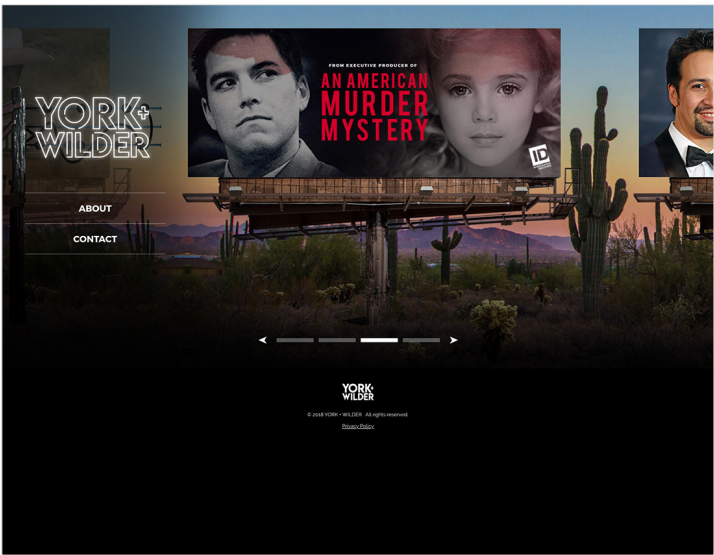 YORK+
WILDER
ABOUT
CONTACT
FROM EXECUTIVE PRODUCER OF
AN AMERICAN
MURDER
MYSTERY
ID
YORK+
WILDER
© 2018 YORK + WILDER All rights reserved.
Privacy Policy